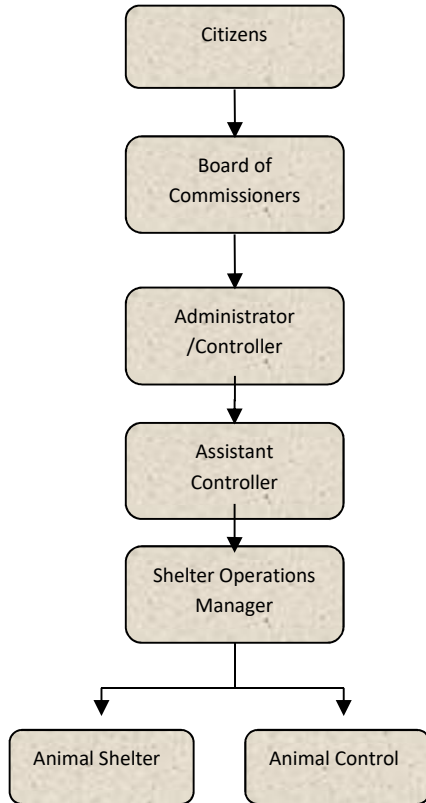 Citizens
Board of
Commissioners
Administrator
/Controller
Assistant
Controller
Shelter Operations
Manager
Animal Shelter
Animal Control